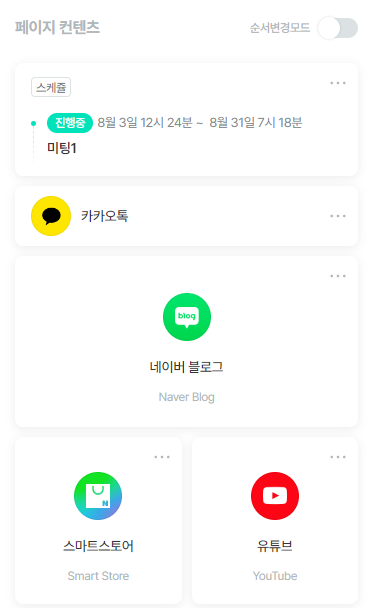 페이지 컨텐츠
순서변경모드
스케쥴
진행중 8월 3일 12시 24분 ~ 8월 31일 7시 18분
미팅1
카카오톡
blog
네이버 블로그
Naver Blog
N
스마트스토어
Smart Store
유튜브
YouTube